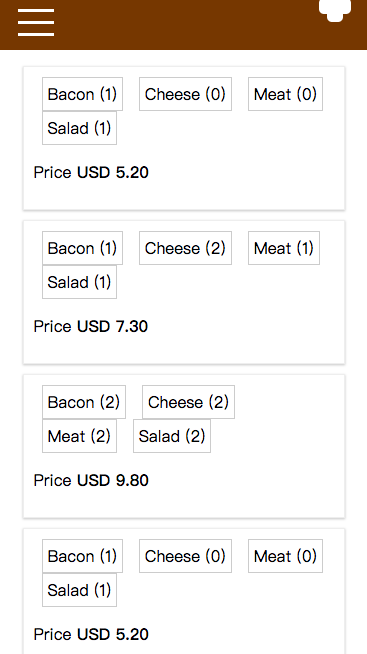 Bacon (1) Cheese (0) Meat (0)
Salad (1)
Price USD 5.20
Bacon (1) Cheese (2) Meat (1)
Salad (1)
Price USD 7.30
Bacon (2) Cheese (2)
Meat (2) Salad (2)
Price USD 9.80
Bacon (1) Cheese (0) Meat (0)
Salad (1)
Price USD 5.20